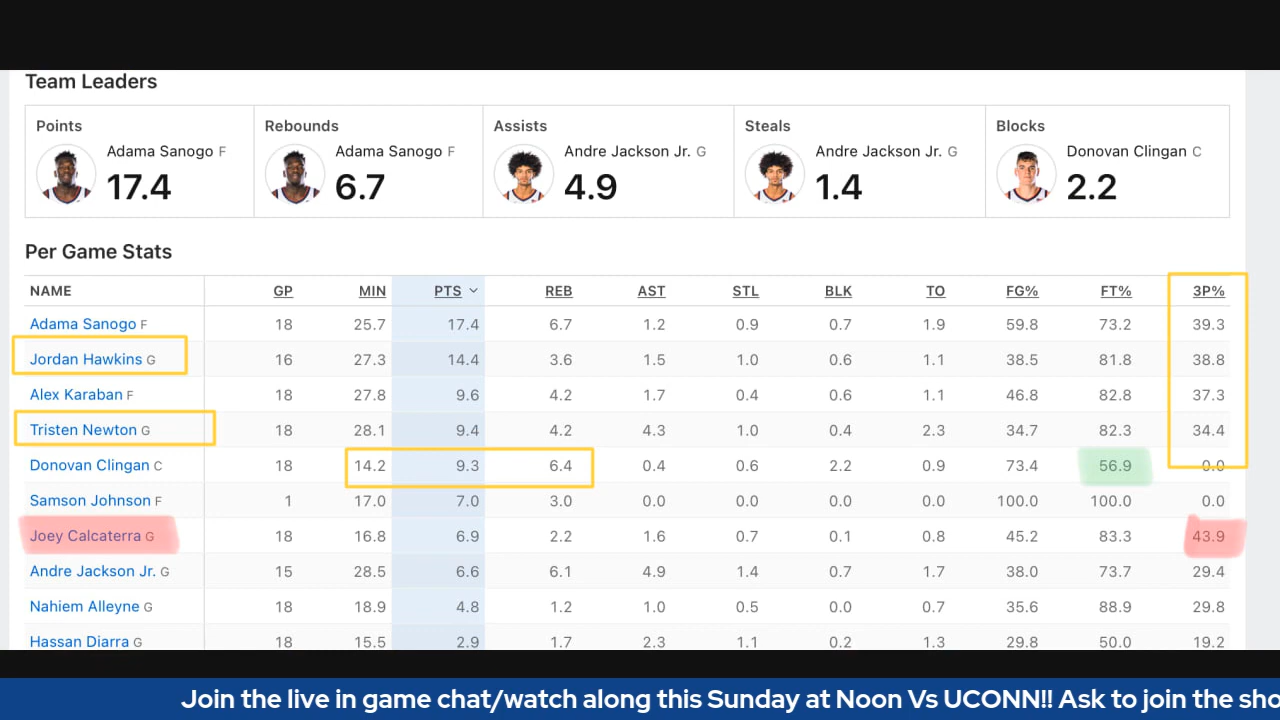 Team Leaders
Points Rebounds Assists Steals Blocks
Adama Sanogo F Adama Sanogo F Andre Jackson Jr. G Andre Jackson Jr. G Donovan Clingan C
17.4 6.7 4.9 1.4 2.2
Per Game Stats
NAME GP MIN PTS REB AST STL BLK TO FG% FT% 3P%
Adama Sanogo F 18 25.7 17.4 6.7 1.2 0.9 0.7 1.9 59.8 73.2 39.3
Jordan Hawkins G 16 27.3 14.4 3.6 1.5 1.0 0.6 1.1 38.5 81.8 38.8
Alex Karaban F 18 27.8 9.6 4.2 1.7 0.4 0.6 1.1 46.8 82.8 37.3
Tristen Newton G 18 28.1 9.4 4.2 4.3 1.0 0.4 2.3 34.7 82.3 34.4
Donovan Clingan C 18 14.2 9.3 6.4 0.4 0.6 2.2 0.9 73.4 56.9 0.0
Samson Johnson F 1 17.0 7.0 3.0 0.0 0.0 0.0 0.0 100.0 100.0 0.0
Joey Calcaterra G 18 16.8 6.9 2.2 1.6 0.7 0.1 0.8 45.2 83.3 43.9
Andre Jackson Jr. G 15 28.5 6.6 6.1 4.9 1.4 0.7 1.7 38.0 73.7 29.4
Nahiem Alleyne G 18 18.9 4.8 1.2 1.0 0.5 0.0 0.7 35.6 88.9 29.8
Hassan Diarra G 18 15.5 2.9 1.7 2.3 1.1 0.2 1.3 29.8 50.0 19.2
Join the live in game chat/watch along this Sunday at Noon Vs UCONN!! Ask to join the sho